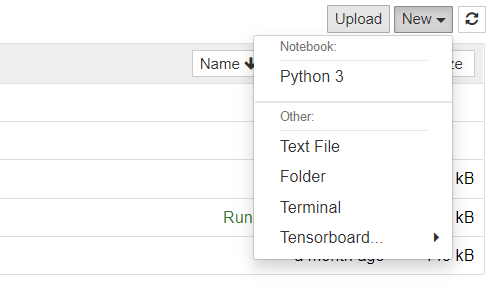 Upload New
Notebook:
Name
Python 3
Other:
Text File
Folder
kB
Terminal
Run
kB
Tensorboard...
kB